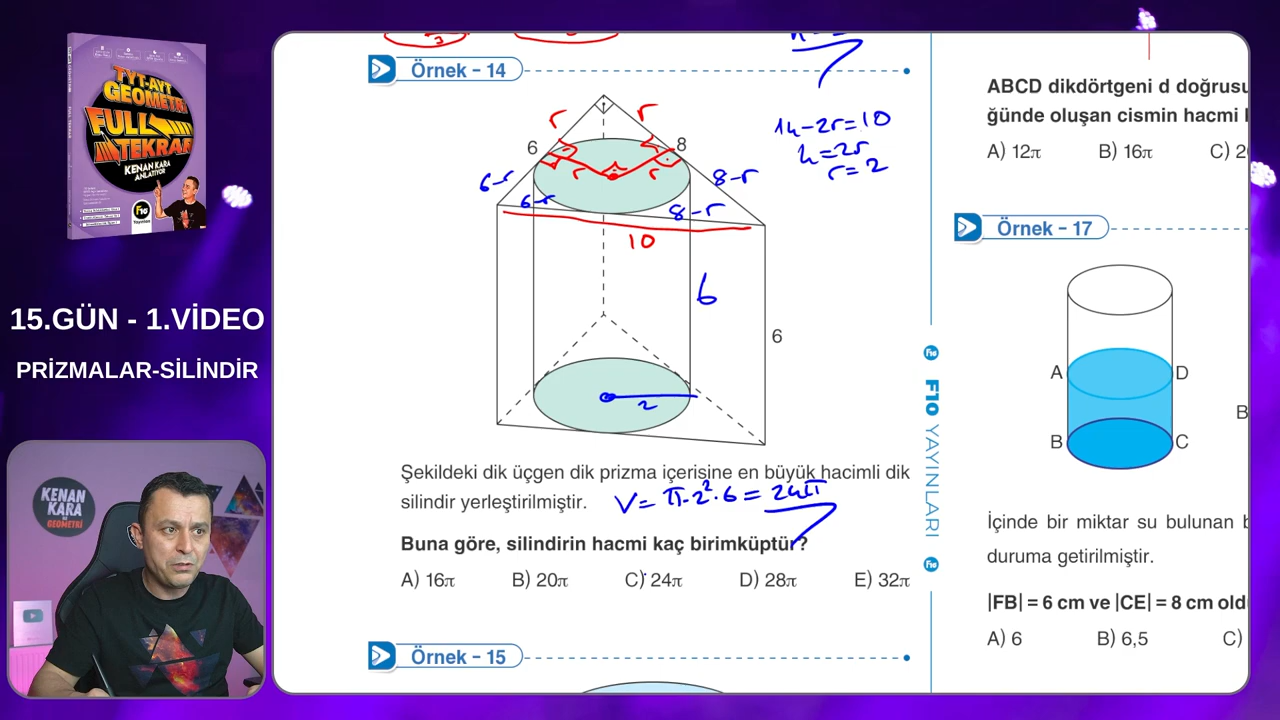 TYT-AYT
GEOMETRİ
FULL
TEKRAR
KENAN KARA
ANLATIYOR
F10
15.GÜN - 1.VİDEO
PRİZMALAR-SİLİNDİR
KENAN
KARA
GEOMETRİ
Örnek - 14
r
r
6
8
r
r
6-r
8-r
6-r
8-r
10
14-2r=10
4=2r
r=2
6
6
2
Şekildeki dik üçgen dik prizma içerisine en büyük hacimli dik
silindir yerleştirilmiştir.
V= π·2²·6 = 24π
Buna göre, silindirin hacmi kaç birimküptür?
A) 16π B) 20π C) 24π D) 28π E) 32π
Örnek - 15
F10 YAYINLARI
ABCD dikdörtgeni d doğrusu
ğünde oluşan cismin hacmi
A) 12π B) 16π C) 2
Örnek - 17
A
D
B
C
B
İçinde bir miktar su bulunan b
duruma getirilmiştir.
|FB| = 6 cm ve |CE| = 8 cm old
A) 6 B) 6,5 C)